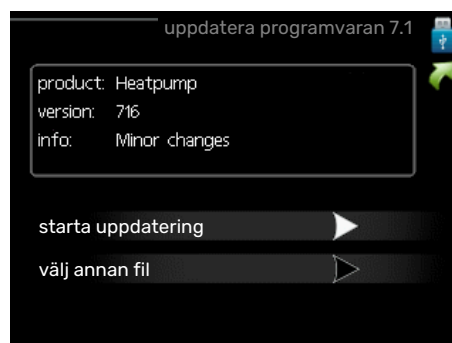 uppdatera programvaran 7.1
product: Heatpump
version: 716
info: Minor changes
starta uppdatering
välj annan fil